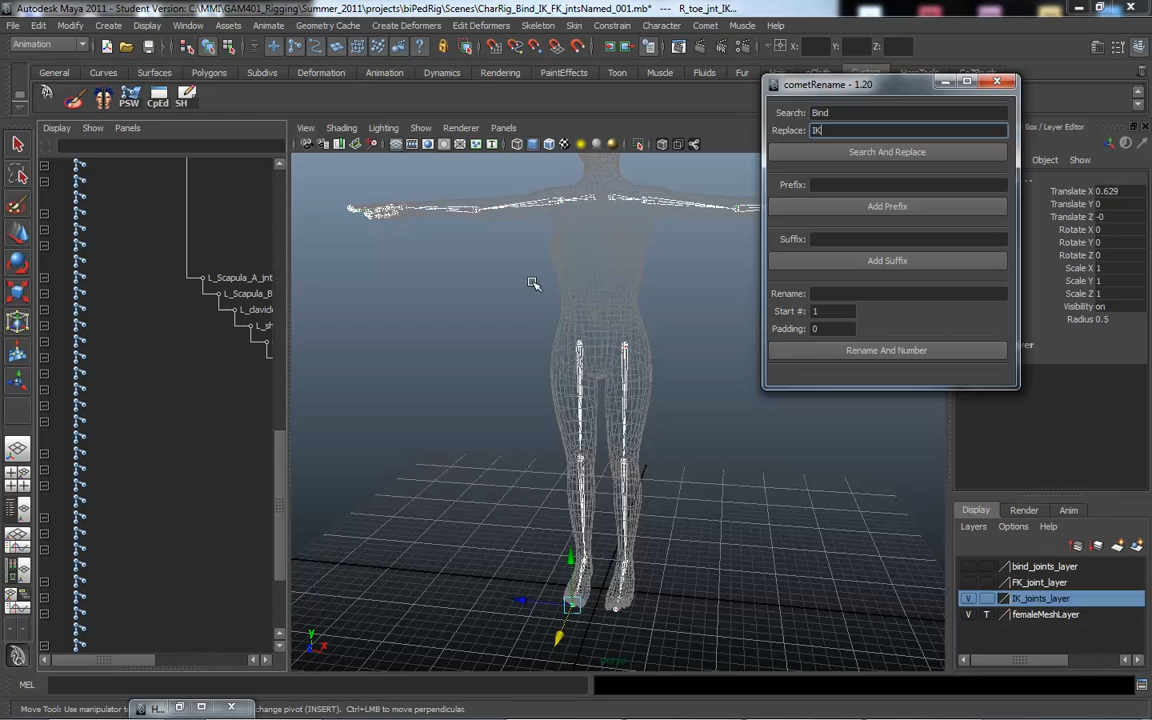 Autodesk Maya 2011 - Student Version: C:\MMI\GAM401_Rigging\Summer_2011\projects\biPedRig\Scenes\CharRig_Bind_IK_FK_jntsNamed_001.mb* --- R_toe_jnt_IK...
File Edit Modify Create Display Window Assets Animate Geometry Cache Create Deformers Edit Deformers Skeleton Skin Constrain Character Comet Muscle Help
Animation
X: Y: Z:
General Curves Surfaces Polygons Subdivs Deformation Animation Dynamics Rendering PaintEffects Toon Muscle Fluids Fur
PSW CpEd SH
Display Show Panels
View Shading Lighting Show Renderer Panels
L_Scapula_A_jnt
L_Scapula_B
cometRename - 1.20
Search: Bind
Replace: IK
Search And Replace
Prefix:
Add Prefix
Suffix:
Add Suffix
Rename:
Start #: 1
Padding: 0
Rename And Number
Box / Layer Editor
Object Show
Translate X 0.629
Translate Y 0
Translate Z -0
Rotate X 0
Rotate Y 0
Rotate Z 0
Scale X 1
Scale Y 1
Scale Z 1
Visibility on
Radius 0.5
Display Render Anim
Layers Options Help
bind_joints_layer
FK_joint_layer
V IK_joints_layer
V T femaleMeshLayer
y
x
z
persp
MEL
Move Tool: Use manipulator
H...
change pivot (INSERT). Ctrl+LMB to move perpendicular.